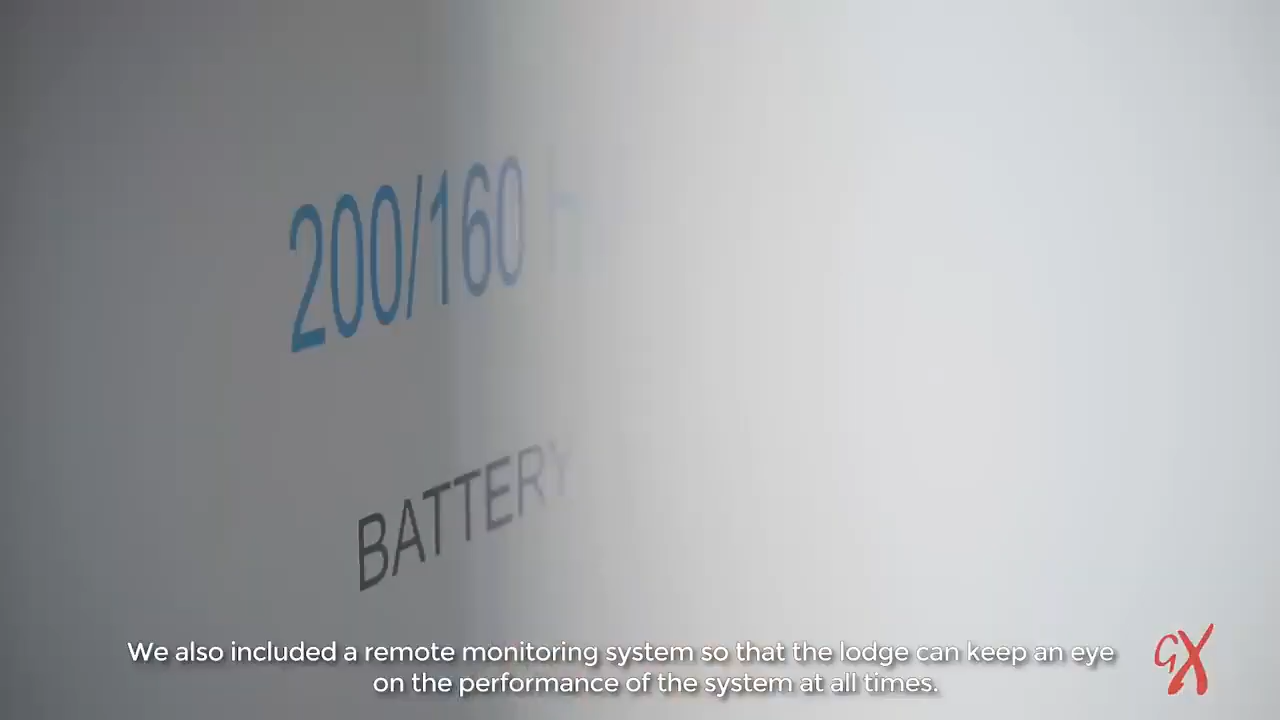 200/160
BATTERY
We also included a remote monitoring system so that the lodge can keep an eye
on the performance of the system at all times.
GX